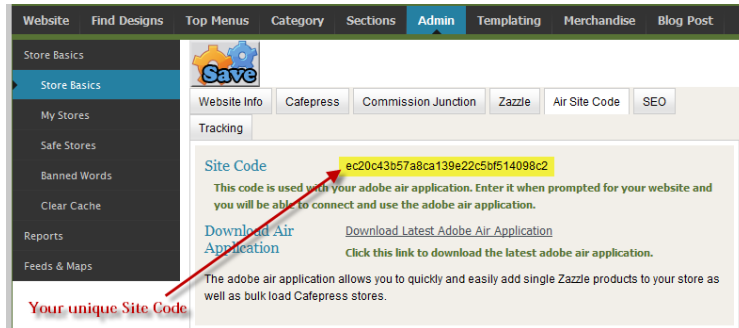 Website Find Designs Top Menus Category Sections Admin Templating Merchandise Blog Post
Store Basics
Store Basics
My Stores
Safe Stores
Banned Words
Clear Cache
Reports
Feeds & Maps
Save
Website Info Cafepress Commission Junction Zazzle Air Site Code SEO
Tracking
Site Code ec20c43b57a8ca139e22c5bf514098c2
This code is used with your adobe air application. Enter it when prompted for your website and
you will be able to connect and use the adobe air application.
Download Air Download Latest Adobe Air Application
Application Click this link to download the latest adobe air application.
The adobe air application allows you to quickly and easily add single Zazzle products to your store as
well as bulk load Cafepress stores.
Your unique Site Code